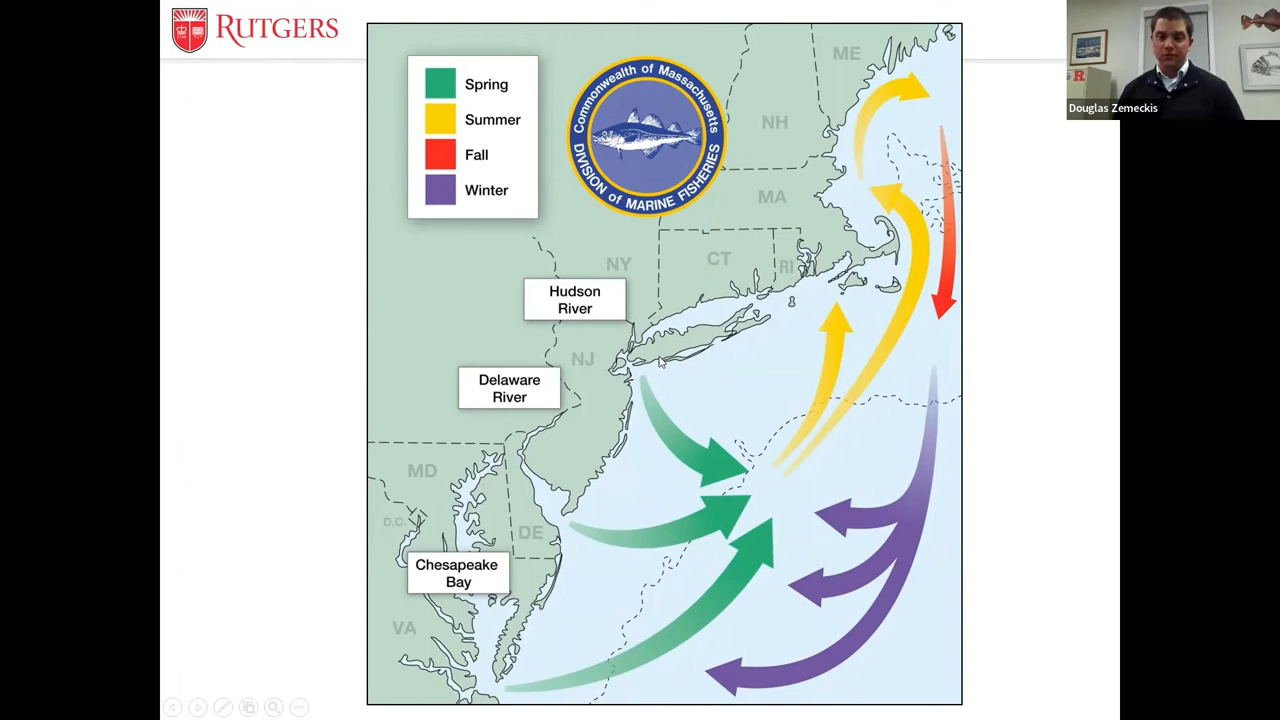 RUTGERS
Spring
Summer
Fall
Winter
Commonwealth of Massachusetts
DIVISION of MARINE FISHERIES
ME
NH
MA
CT
RI
NY
Hudson
River
NJ
Delaware
River
MD
D.C.
DE
Chesapeake
Bay
VA
R
Douglas Zemeckis